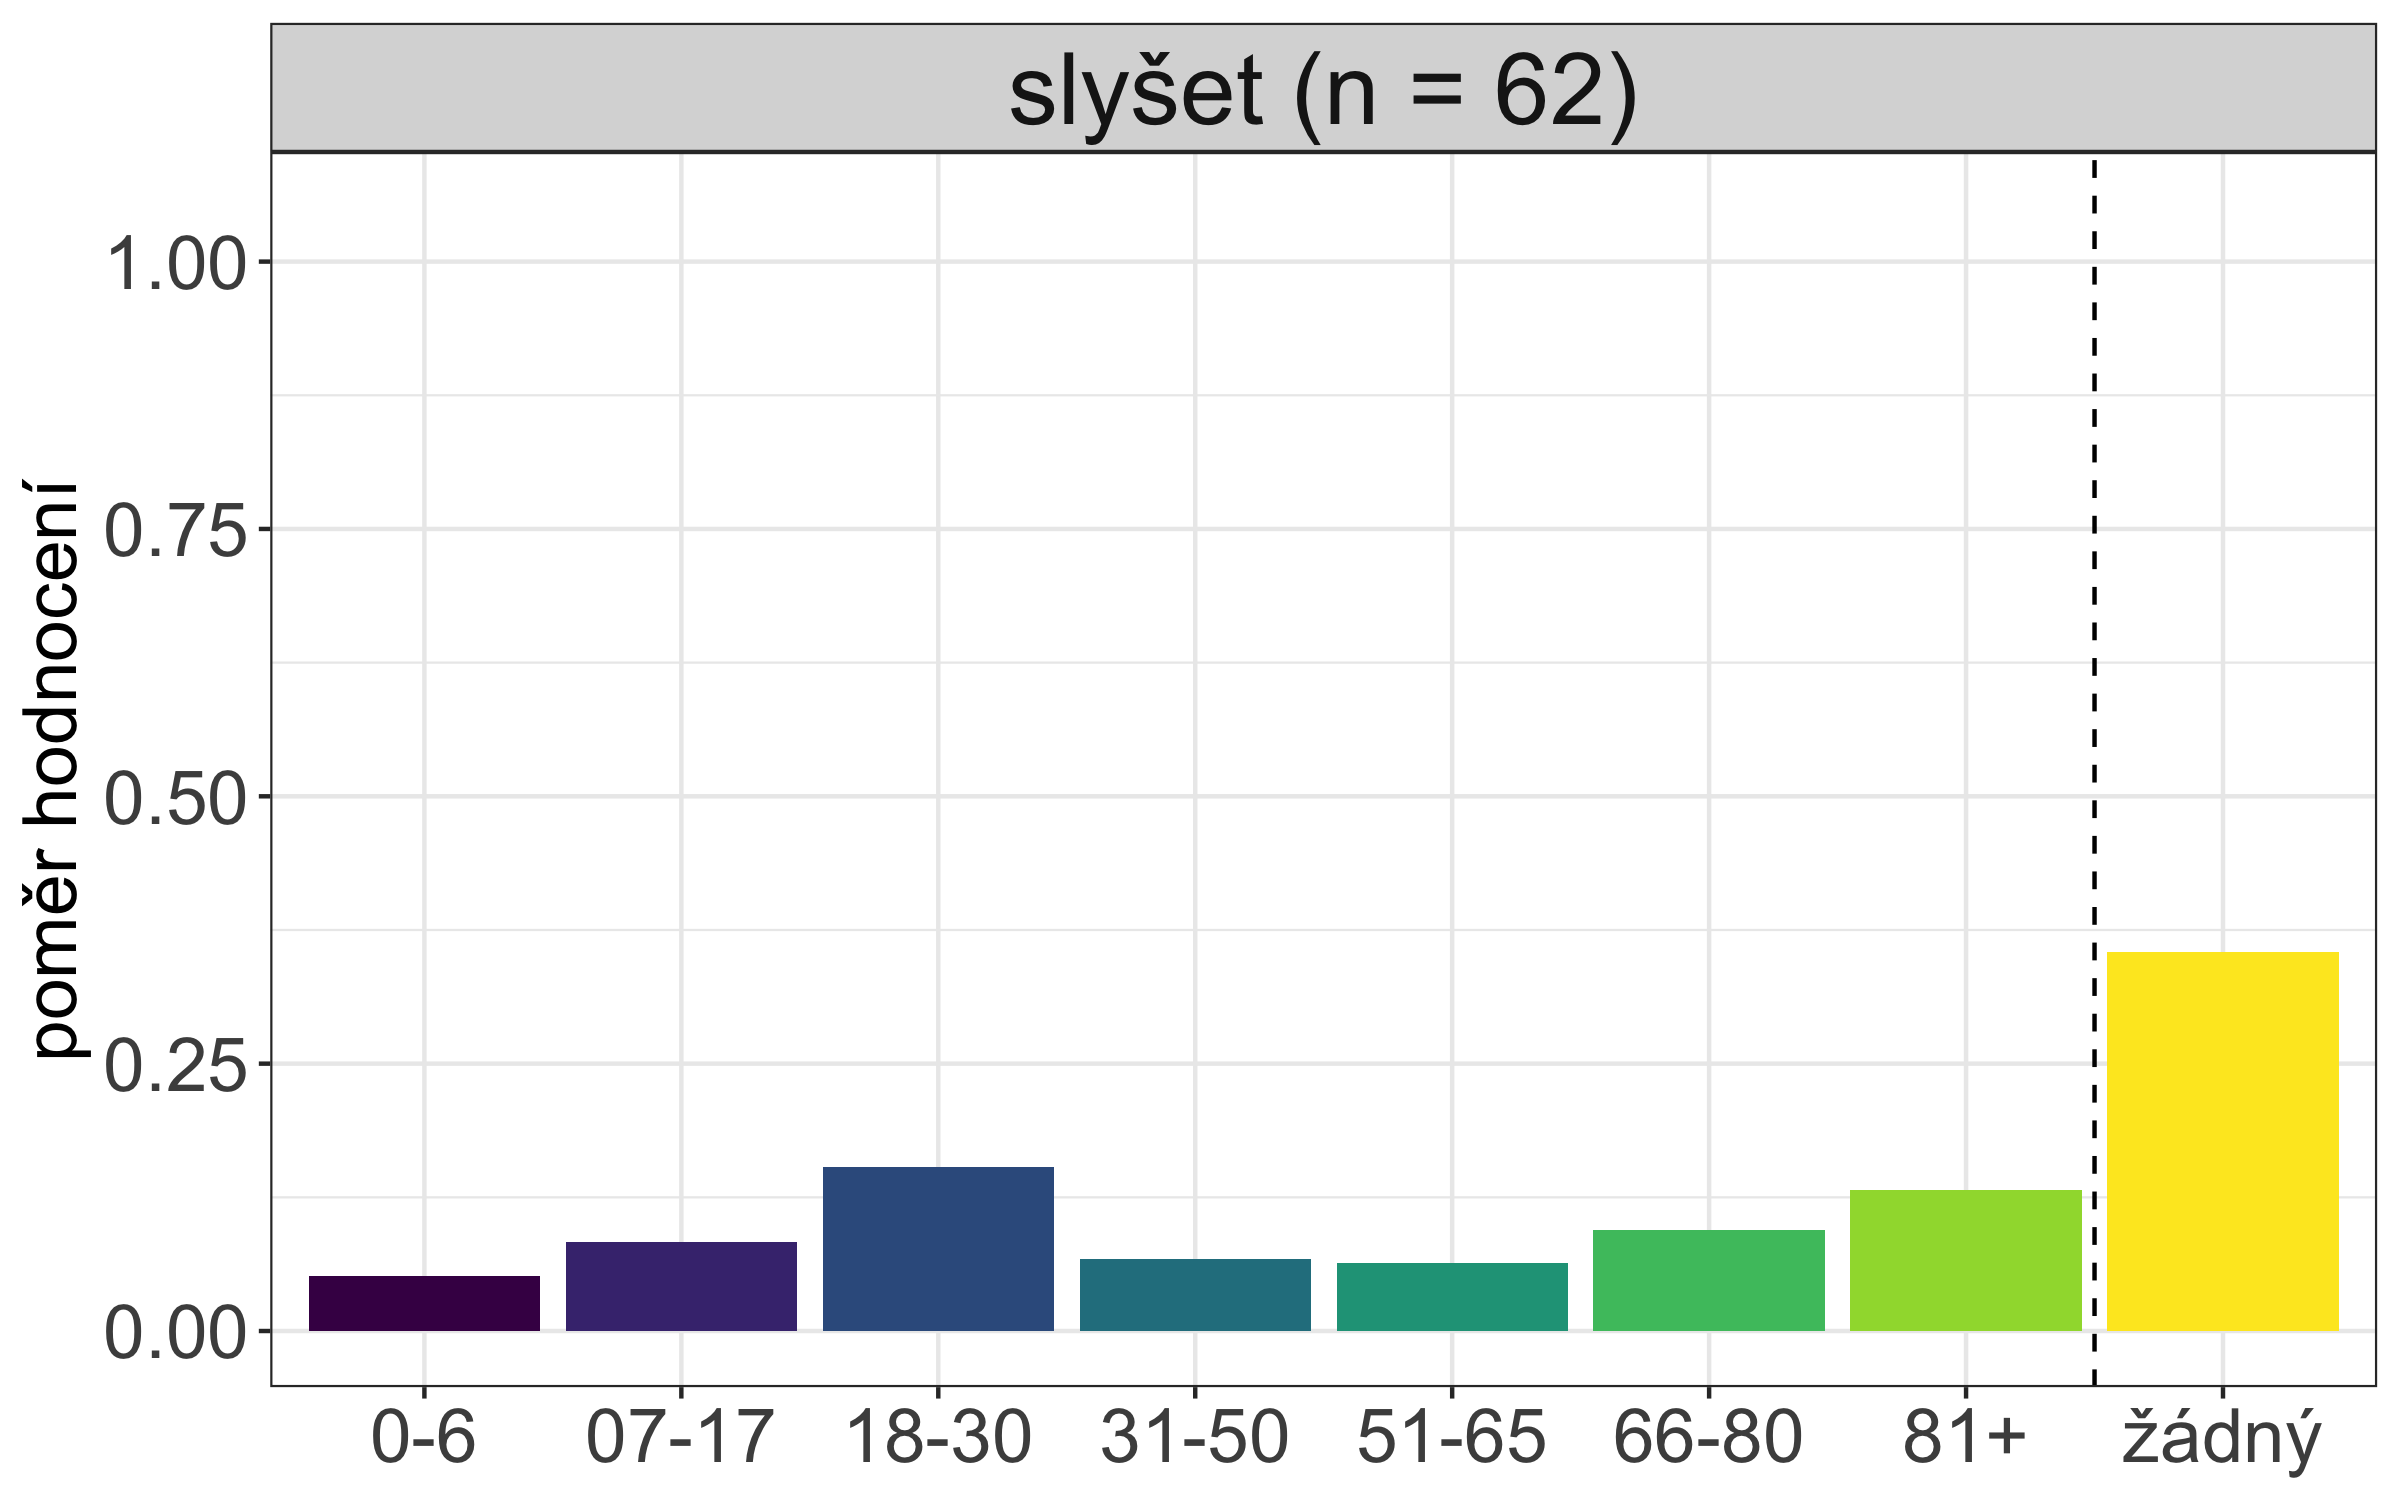 slyšet (n = 62)
poměr hodnocení
1.00
0.75
0.50
0.25
0.00
0-6 07-17 18-30 31-50 51-65 66-80 81+ žádný